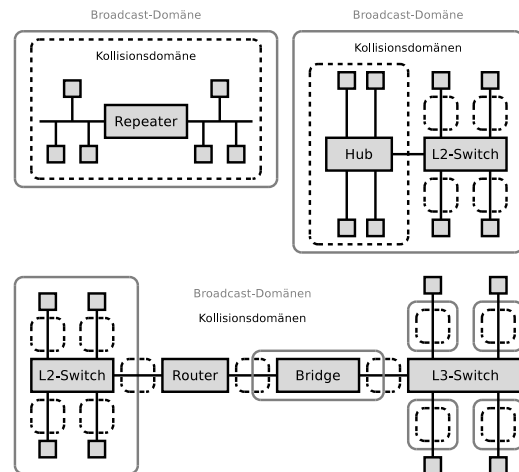 Broadcast-Domäne
Kollisionsdomäne
Repeater
Broadcast-Domäne
Kollisionsdomänen
Hub
L2-Switch
Broadcast-Domänen
Kollisionsdomänen
L2-Switch
Router
Bridge
L3-Switch